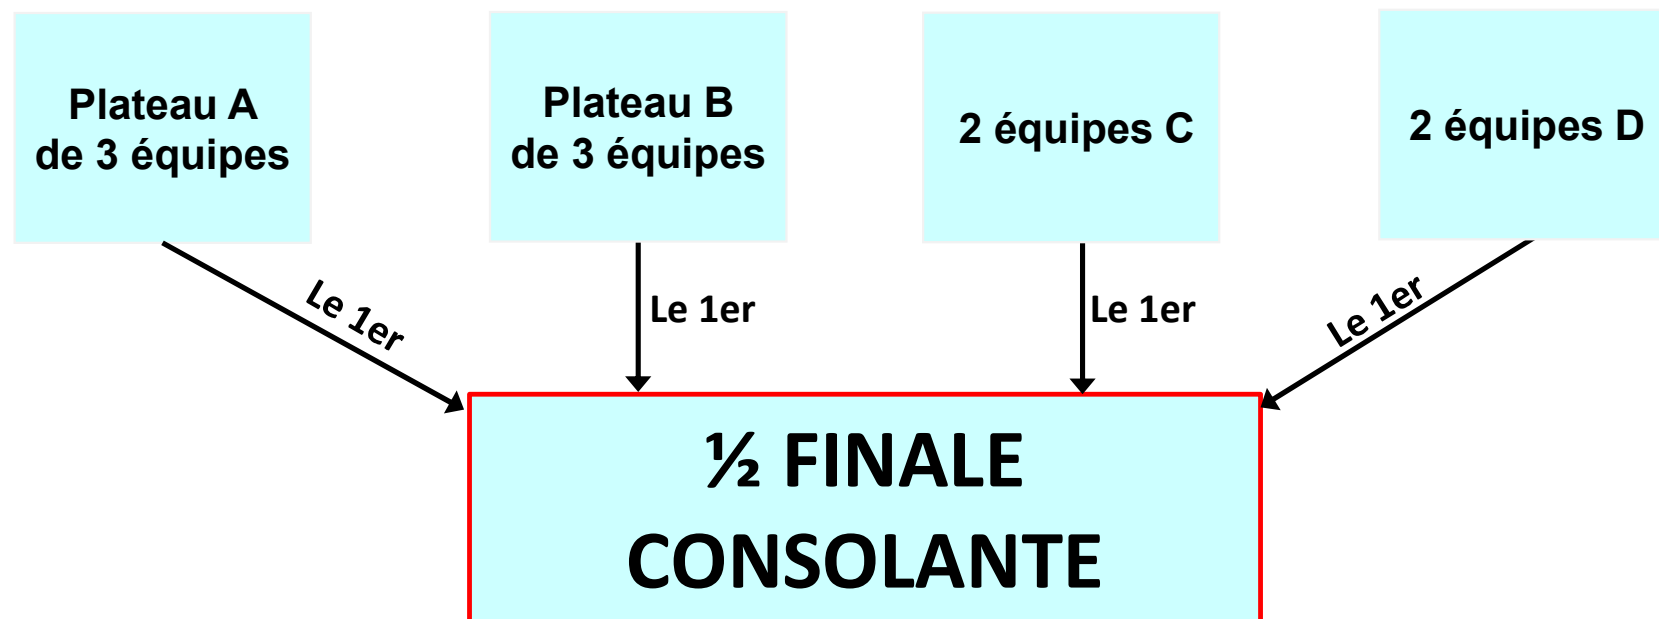 Plateau A
de 3 équipes
Plateau B
de 3 équipes
2 équipes C
2 équipes D
Le 1er
Le 1er
Le 1er
Le 1er
½ FINALE
CONSOLANTE